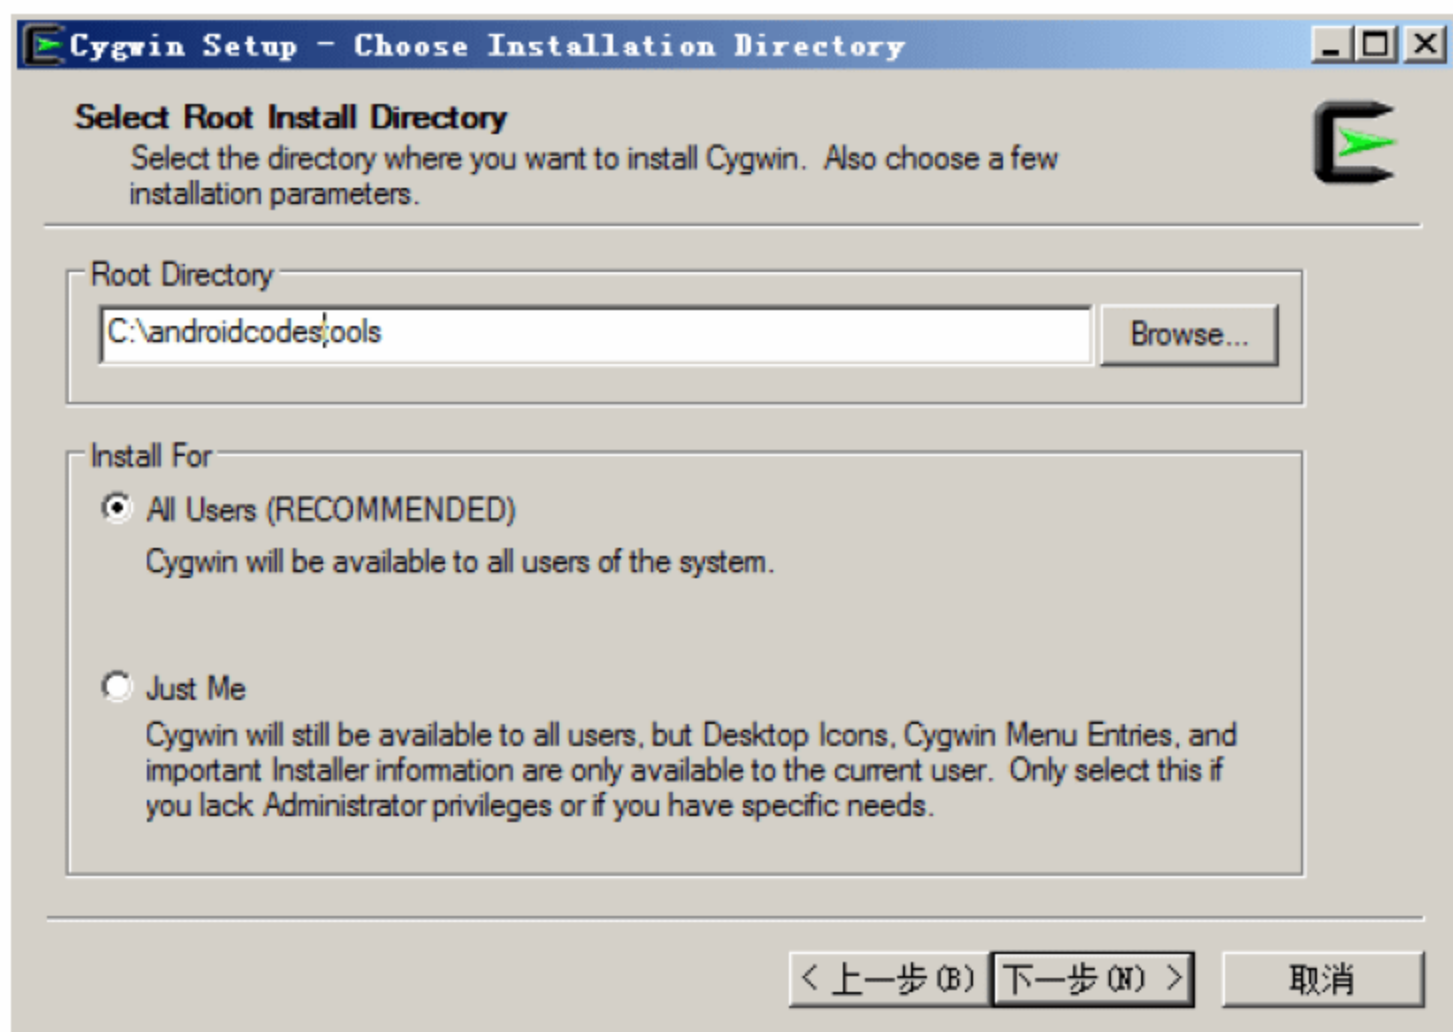 Cygwin Setup - Choose Installation Directory
Select Root Install Directory
Select the directory where you want to install Cygwin. Also choose a few
installation parameters.
Root Directory
C:\androidcodestools
Browse...
Install For
All Users (RECOMMENDED)
Cygwin will be available to all users of the system.
Just Me
Cygwin will still be available to all users, but Desktop Icons, Cygwin Menu Entries, and
important Installer information are only available to the current user. Only select this if
you lack Administrator privileges or if you have specific needs.
< 上一步(B) 下一步(N) > 取消